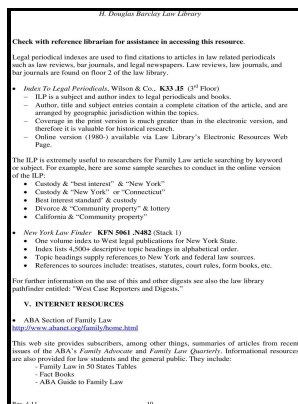 H. Douglas Barclay Law Library
Check with reference librarian for assistance in accessing this resource.
Legal periodical indexes are used to find citations to articles in law related periodicals
such as law reviews, bar journals, and legal newspapers. Law reviews, law journals, and
bar journals are found on floor 2 of the law library.
• Index To Legal Periodicals, Wilson & Co., K33 .I5 (3rd Floor)
– ILP is a subject and author index to legal periodicals and books.
– Author, title and subject entries contain a complete citation of the article, and are
arranged by geographic jurisdiction within the topics.
– Coverage in the print version is much greater than in the electronic version, and
therefore it is valuable for historical research.
– Online version (1980-) available via Law Library's Electronic Resources Web
Page.
The ILP is extremely useful to researchers for Family Law article searching by keyword
or subject. For example, here are some sample searches to conduct in the online version
of the ILP:
• Custody & "best interest" & "New York"
• Custody & "New York" or "Connecticut"
• Best interest standard' & custody
• Divorce & "Community property" & lottery
• California & "Community property"
• New York Law Finder KFN 5061 .N482 (Stack 1)
– One volume index to West legal publications for New York State.
– Index lists 4,500+ descriptive topic headings in alphabetical order.
– Topic headings supply references to New York and federal law sources.
– References to sources include: treatises, statutes, court rules, form books, etc.
For further information on the use of this and other digests see also the law library
pathfinder entitled: "West Case Reporters and Digests."
V. INTERNET RESOURCES
• ABA Section of Family Law
http://www.abanet.org/family/home.html
This web site provides subscribers, among other things, summaries of articles from recent
issues of the ABA's Family Advocate and Family Law Quarterly. Informational resources
are also provided for law students and the general public. They include:
- Family Law in 50 States Tables
- Fact Books
- ABA Guide to Family Law
Rev. 4-11 10